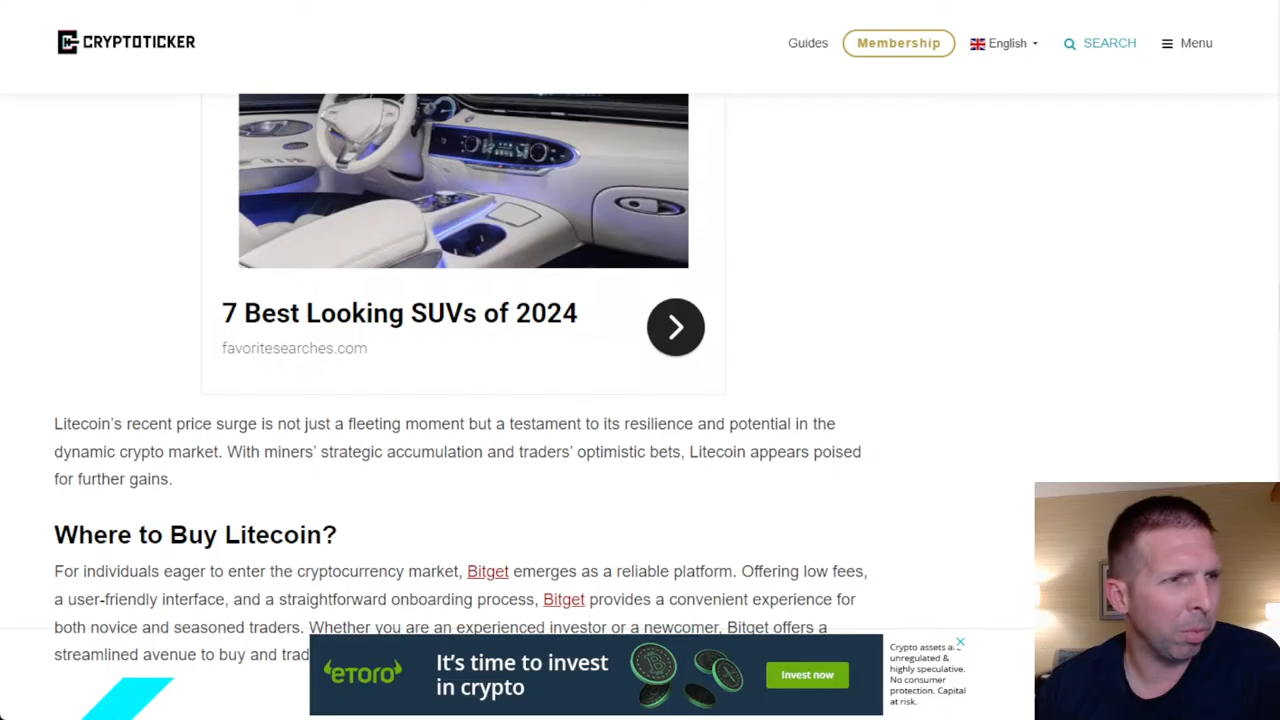 CRYPTOTICKER
Guides
Membership
English
SEARCH
Menu
7 Best Looking SUVs of 2024
favoritesearches.com
Litecoin's recent price surge is not just a fleeting moment but a testament to its resilience and potential in the
dynamic crypto market. With miners' strategic accumulation and traders' optimistic bets, Litecoin appears poised
for further gains.
Where to Buy Litecoin?
For individuals eager to enter the cryptocurrency market, Bitget emerges as a reliable platform. Offering low fees,
a user-friendly interface, and a straightforward onboarding process, Bitget provides a convenient experience for
both novice and seasoned traders. Whether you are an experienced investor or a newcomer, Bitget offers a
streamlined avenue to buy and
eToro
It's time to invest
in crypto
Invest now
Crypto assets
unregulated &
highly speculative.
No consumer
protection. Capital
at risk.